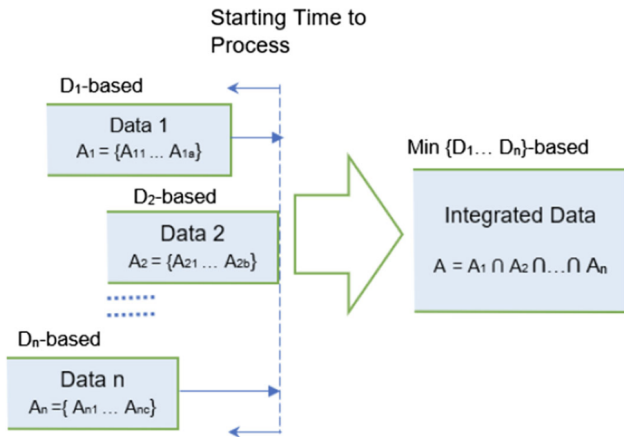 Starting Time to
Process
D₁-based
Data 1
A₁ = {A₁₁ ... A₁ₐ}
D₂-based
Data 2
A₂ = {A₂₁ ... A₂b}
Dₙ-based
Data n
Aₙ ={ Aₙ₁ ... Aₙc}
Min {D₁... Dₙ}-based
Integrated Data
A = A₁ ∩ A₂ ∩...∩ Aₙ